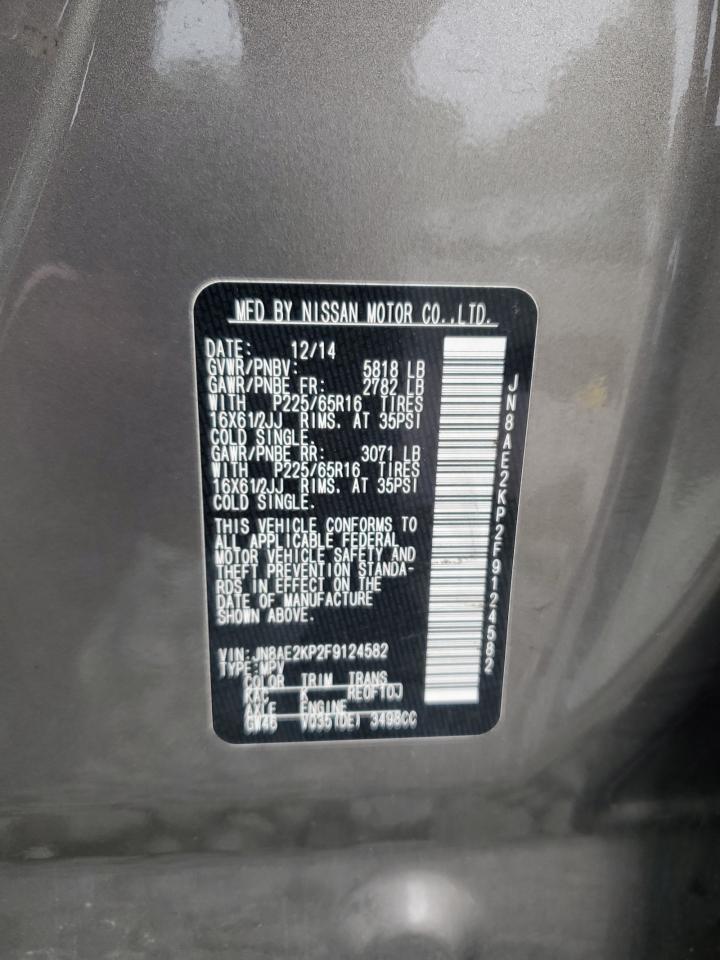 MFD BY NISSAN MOTOR CO.,LTD.
DATE: 12/14
GVWR/PNBV: 5818 LB
GAWR/PNBE FR: 2782 LB
WITH P225/65R16 TIRES
16X61/2JJ RIMS. AT 35PSI
COLD SINGLE.
GAWR/PNBE RR: 3071 LB
WITH P225/65R16 TIRES
16X61/2JJ RIMS. AT 35PSI
COLD SINGLE.
THIS VEHICLE CONFORMS TO
ALL APPLICABLE FEDERAL
MOTOR VEHICLE SAFETY AND
THEFT PREVENTION STANDA-
RDS IN EFFECT ON THE
DATE OF MANUFACTURE
SHOWN ABOVE.
VIN:JN8AE2KP2F9124582
TYPE:MPV
COLOR TRIM TRANS
K RE0FT0J
AXLE ENGINE
VQ35(DE) 3498CC
JN8AE2KP2F9124582